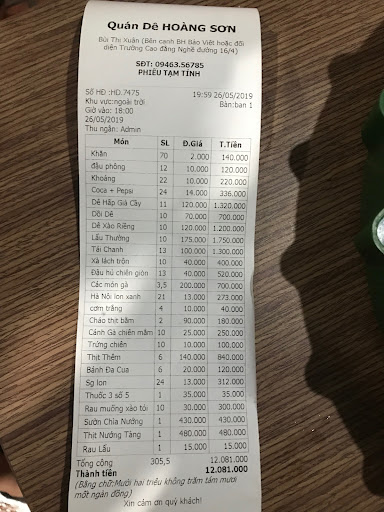 Quán Dê HOÀNG SƠN
Bùi Thị Xuân (Bên cạnh BH Bảo Việt hoặc đối
diện Trường Cao đẳng Nghề đường 16/4)
SĐT: 09463.56785
PHIẾU TẠM TÍNH
Số HĐ :HD.7475 19:59 26/05/2019
Khu vực:ngoài trời Bàn:ban 1
Giờ vào: 18:00
26/05/2019
Thu ngân: Admin
Món SL Đ.Giá T.Tiền
Khăn 70 2.000 140.000
đậu phông 12 10.000 120.000
Khoáng 22 10.000 220.000
Coca + Pepsi 24 14.000 336.000
Dê Hấp Giả Cầy 11 120.000 1.320.000
Dồi Dê 10 70.000 700.000
Dê Xào Riềng 10 120.000 1.200.000
Lẩu Thường 10 175.000 1.750.000
Tái Chanh 13 100.000 1.300.000
Xà lách trộn 10 40.000 400.000
Đậu hủ chiên giòn 13 40.000 520.000
Các món gà 3,5 200.000 700.000
Hà Nôi lon xanh 21 13.000 273.000
cơm trắng 4 10.000 40.000
Cháo thịt bằm 2 90.000 180.000
Cánh Gà chiên mắm 10 25.000 250.000
Trứng chiên 10 10.000 100.000
Thịt Thêm 6 140.000 840.000
Bánh Đa Cua 6 20.000 120.000
Sg lon 24 13.000 312.000
Thuốc 3 số 5 1 35.000 35.000
Rau muống xào tỏi 10 30.000 300.000
Sườn Chìa Nướng 1 430.000 430.000
Thit Nướng Tảng 1 480.000 480.000
Rau Lẩu 1 15.000 15.000
Tổng cộng 305,5 12.081.000
Thành tiền 12.081.000
(Bằng chữ:Mười hai triệu không trăm tám mươi
mốt ngàn đồng)
Xin cảm ơn quý khách!